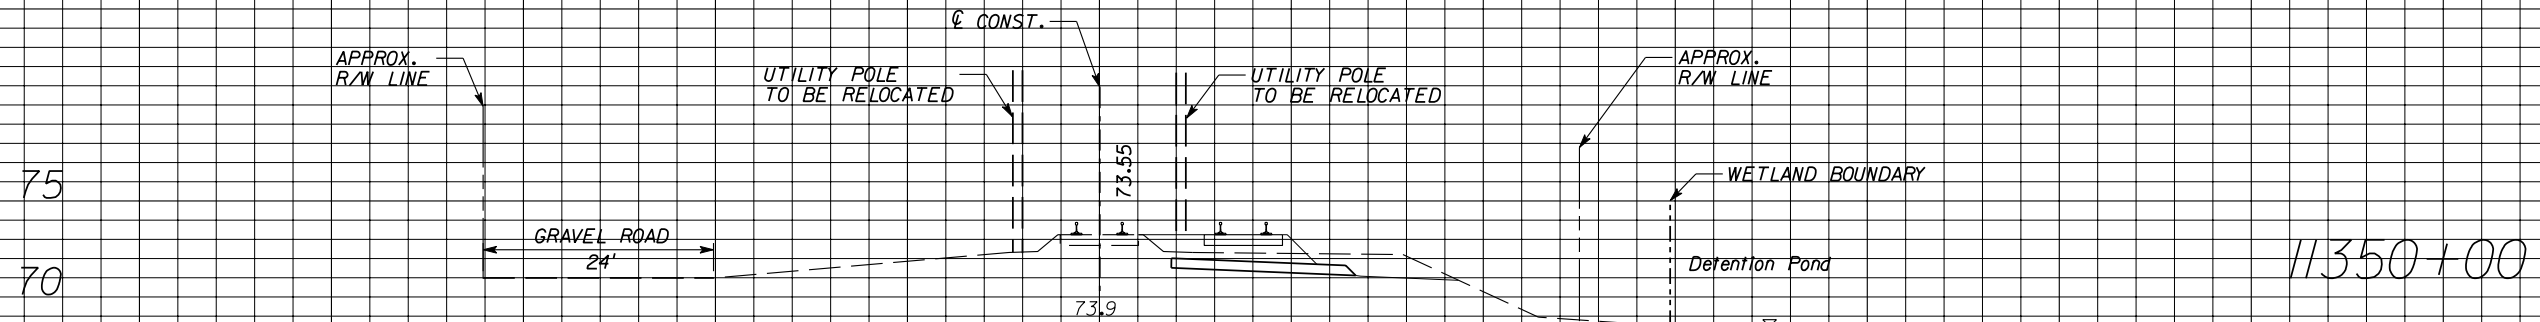 ℄ CONST.
APPROX.
R/W LINE
UTILITY POLE
TO BE RELOCATED
UTILITY POLE
TO BE RELOCATED
APPROX.
R/W LINE
73.55
75
WETLAND BOUNDARY
GRAVEL ROAD
24'
70
Detention Pond
11350+00
73.9